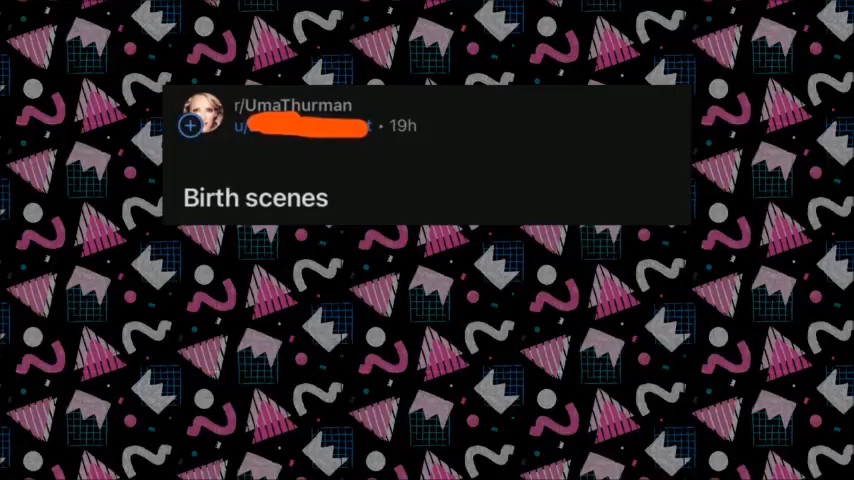 r/UmaThurman
u/ • 19h
Birth scenes